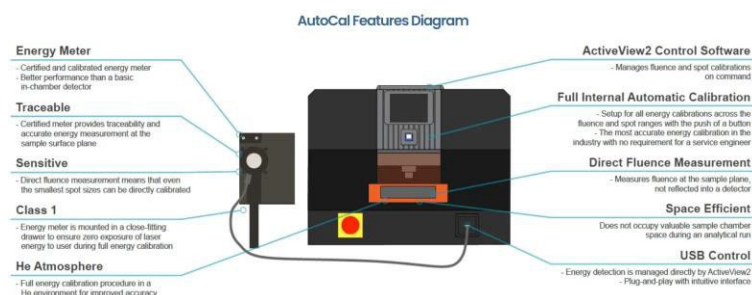 AutoCal Features Diagram
Energy Meter
- Certified and calibrated energy meter
- Better performance than a basic
in-chamber detector
Traceable
- Certified meter provides traceability and
accurate energy measurement at the
sample surface plane
Sensitive
- Direct fluence measurement means that even
the smallest spot sizes can be directly calibrated
Class 1
- Energy meter is mounted in a close-fitting
drawer to ensure zero exposure of laser
energy to user during full energy calibration
He Atmosphere
- Full energy calibration procedure in a
He environment for improved accuracy
ActiveView2 Control Software
- Manages fluence and spot calibrations
on command
Full Internal Automatic Calibration
- Setup for all energy calibrations across the
fluence and spot ranges with the push of a button
- The most accurate energy calibration in the
industry with no requirement for a service engineer
Direct Fluence Measurement
- Measures fluence at the sample plane,
not reflected into a detector
Space Efficient
Does not occupy valuable sample chamber
space during an analytical run
USB Control
- Energy detection is managed directly by ActiveView2
- Plug-and-play with intuitive interface